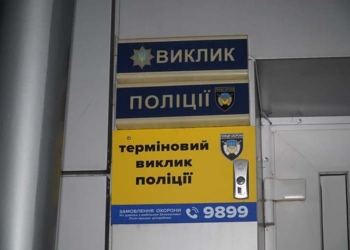 ВИКЛИК
ПОЛІЦІЇ
терміновий
виклик
поліції
ЗАМОВЛЕННЯ ОХОРОНИ
9899